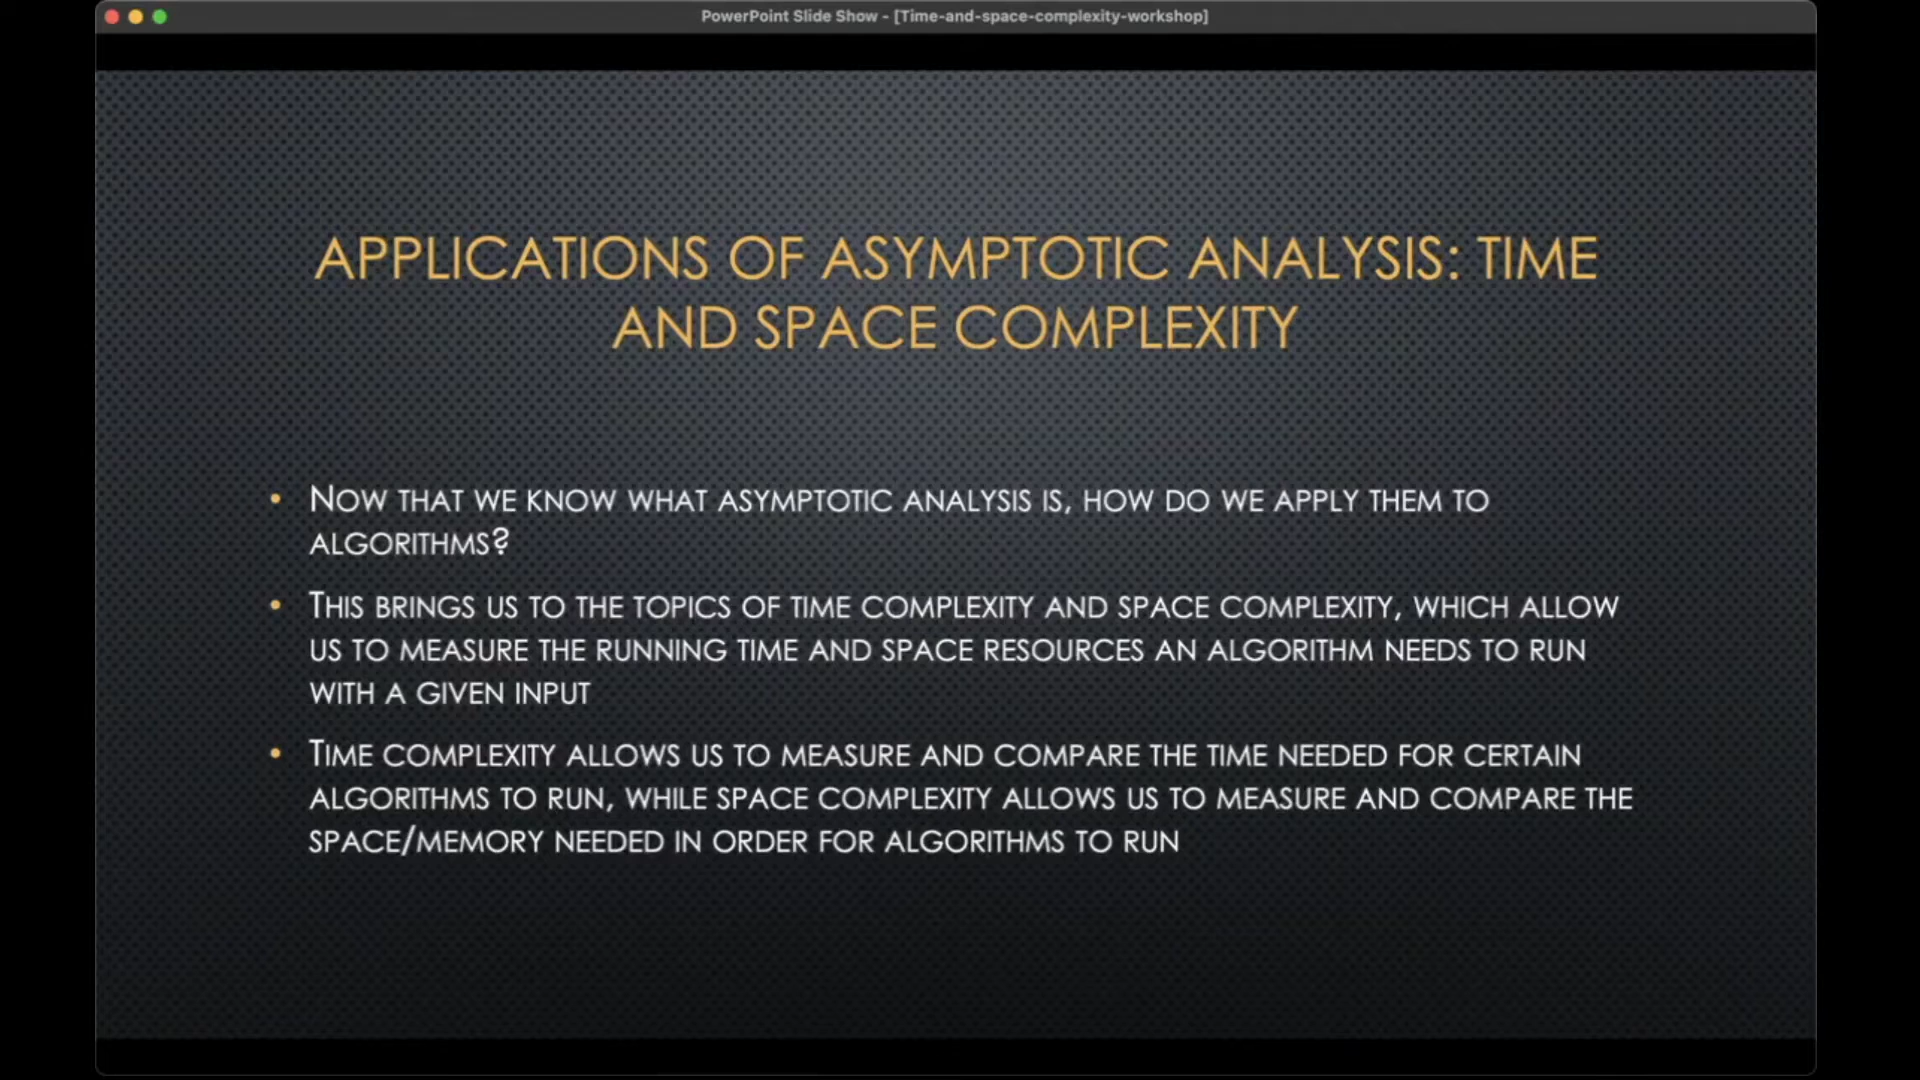 PowerPoint Slide Show - [Time-and-space-complexity-workshop]
APPLICATIONS OF ASYMPTOTIC ANALYSIS: TIME
AND SPACE COMPLEXITY
• NOW THAT WE KNOW WHAT ASYMPTOTIC ANALYSIS IS, HOW DO WE APPLY THEM TO
ALGORITHMS?
• THIS BRINGS US TO THE TOPICS OF TIME COMPLEXITY AND SPACE COMPLEXITY, WHICH ALLOW
US TO MEASURE THE RUNNING TIME AND SPACE RESOURCES AN ALGORITHM NEEDS TO RUN
WITH A GIVEN INPUT
• TIME COMPLEXITY ALLOWS US TO MEASURE AND COMPARE THE TIME NEEDED FOR CERTAIN
ALGORITHMS TO RUN, WHILE SPACE COMPLEXITY ALLOWS US TO MEASURE AND COMPARE THE
SPACE/MEMORY NEEDED IN ORDER FOR ALGORITHMS TO RUN